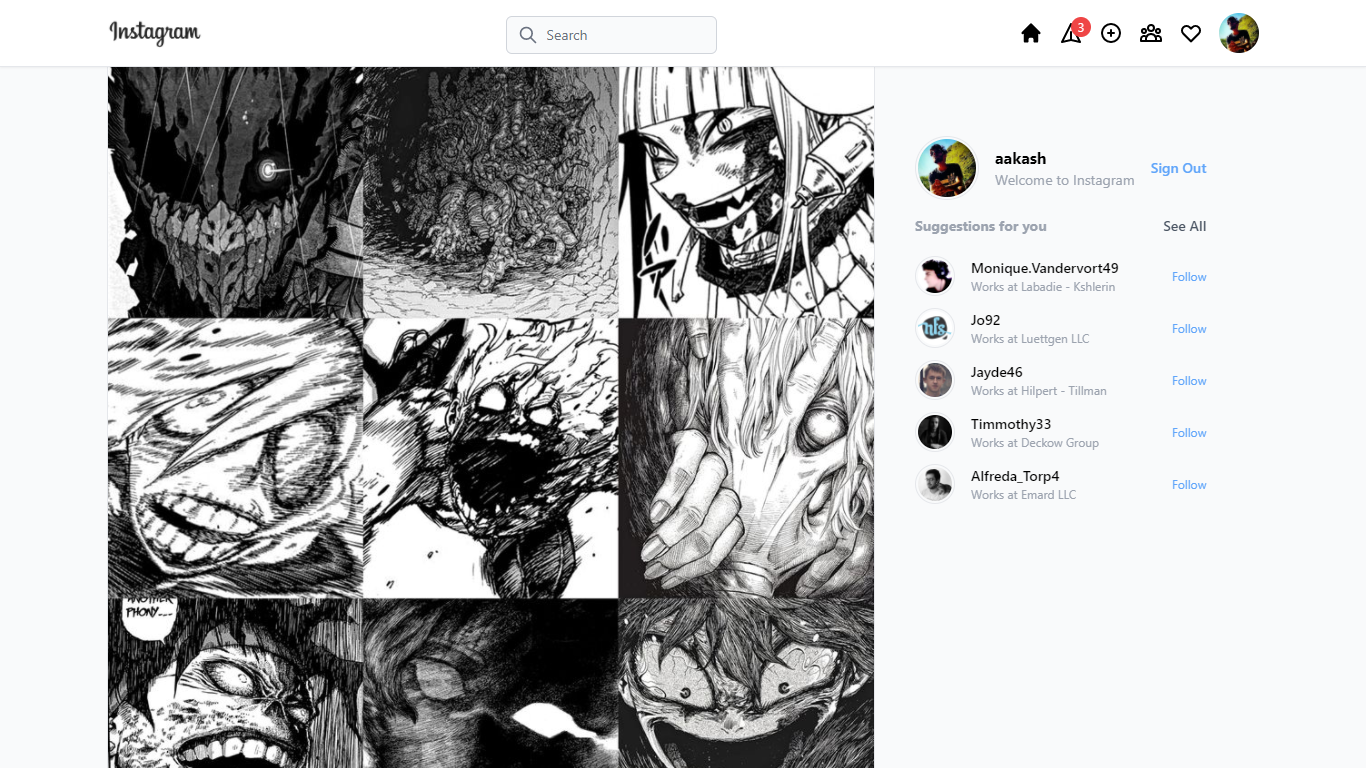 Instagram
Search
3
aakash
Welcome to Instagram
Sign Out
Suggestions for you
See All
Monique.Vandervort49
Works at Labadie - Kshlerin
Follow
Jo92
Works at Luettgen LLC
Follow
Jayde46
Works at Hilpert - Tillman
Follow
Timmothy33
Works at Deckow Group
Follow
Alfreda_Torp4
Works at Emard LLC
Follow
nfs
ANOTHER
PHONY---